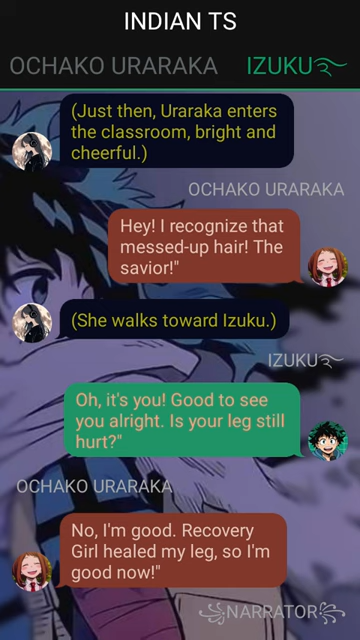 INDIAN TS
OCHAKO URARAKA IZUKU࿐
(Just then, Uraraka enters
the classroom, bright and
cheerful.)
OCHAKO URARAKA
Hey! I recognize that
messed-up hair! The
savior!"
(She walks toward Izuku.)
IZUKU࿐
Oh, it's you! Good to see
you alright. Is your leg still
hurt?"
OCHAKO URARAKA
No, I'm good. Recovery
Girl healed my leg, so I'm
good now!"
꧁NARRATOR꧂